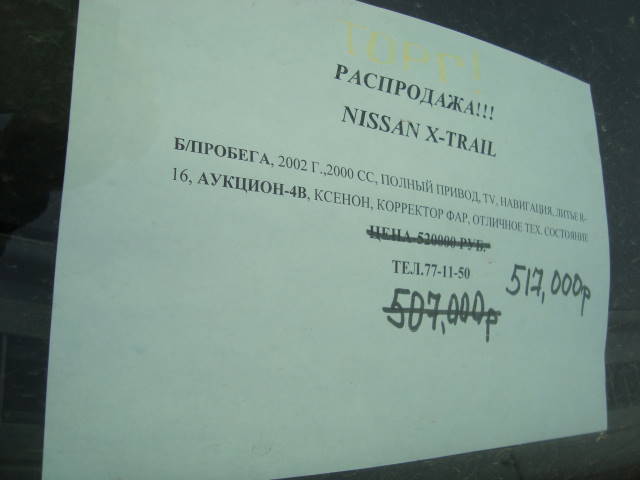 ТОРГ!
РАСПРОДАЖА!!!
NISSAN X-TRAIL
Б/ПРОБЕГА, 2002 Г.,2000 СС, ПОЛНЫЙ ПРИВОД, TV, НАВИГАЦИЯ, ЛИТЬЕ R-
16, АУКЦИОН-4В, КСЕНОН, КОРРЕКТОР ФАР, ОТЛИЧНОЕ ТЕХ. СОСТОЯНИЕ
ЦЕНА 520000 РУБ.
ТЕЛ.77-11-50
517,000р
507,000р